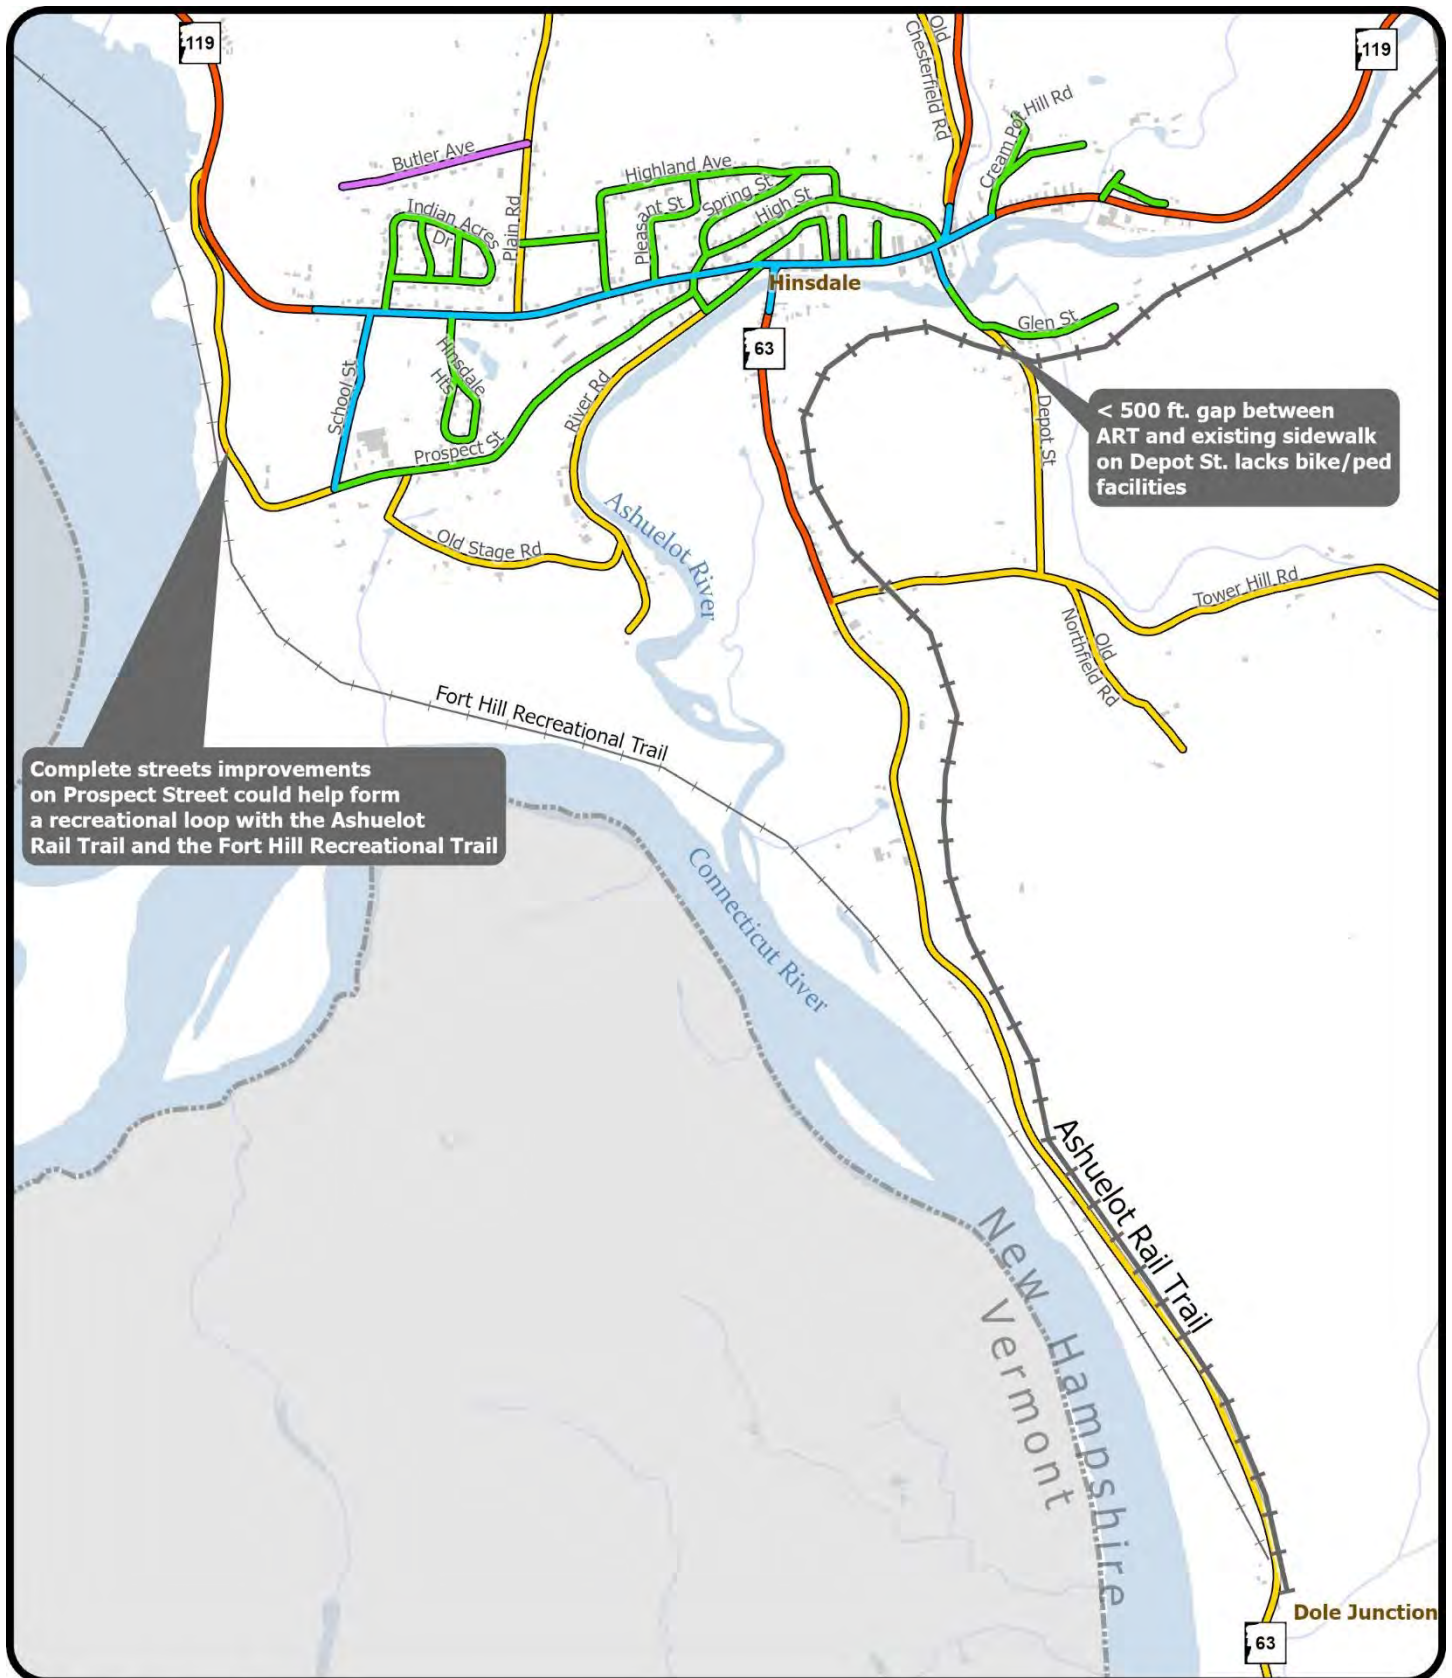 119
119
Old
Chesterfield Rd
Cream Pot Hill Rd
Butler Ave
Highland Ave
Indian Acres
Dr
Plain Rd
Pleasant St
Spring St
High St
Hinsdale
Glen St
63
School St
Hinsdale
Hts
River Rd
Prospect St
Depot St
< 500 ft. gap between
ART and existing sidewalk
on Depot St. lacks bike/ped
facilities
Old Stage Rd
Ashuelot River
Tower Hill Rd
Old
Northfield Rd
Fort Hill Recreational Trail
Complete streets improvements
on Prospect Street could help form
a recreational loop with the Ashuelot
Rail Trail and the Fort Hill Recreational Trail
Connecticut River
Ashuelot Rail Trail
New Hampshire
Vermont
Dole Junction
63